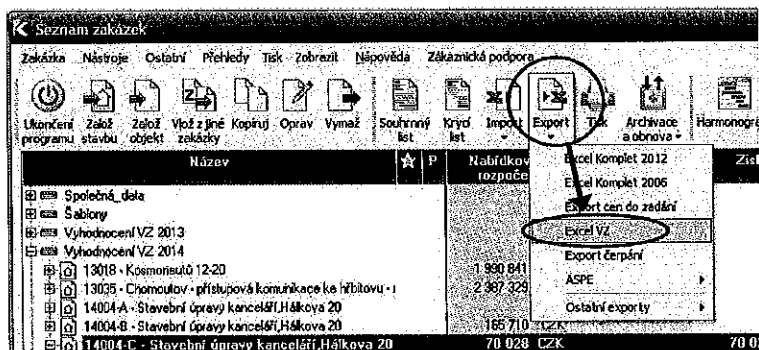 Seznam zakázek
Zakázka Nástroje Ostatní Přehledy Tisk Zobrazit Nápověda Zákaznická podpora
Ukončení programu Založ stavbu Založ objekt Vlož z jiné zakázky Kopíruj Oprav Vymaž Souhrnný list Krycí list Import Export Tisk Archivace a obnova Harmonogra
Název P Nabídkov rozpoče Zisk
Excel Komplet 2012
Excel Komplet 2006
Export cen do zadání
Excel VZ
Export čerpání
ASPE
Ostatní exporty
Společná_data
Šablony
Vyhodnocení VZ 2013
Vyhodnocení VZ 2014
13018 - Kosmonautů 12-20 1 990 841
13035 - Chomoutov - přístupová komunikace ke hřbitovu - 2 387 329
14004-A - Stavební úpravy kanceláří,Hálkova 20
14004-B - Stavební úpravy kanceláří,Hálkova 20 165 710 CZK
14004-C - Stavební úpravy kanceláří,Hálkova 20 70 028 CZK 70 0